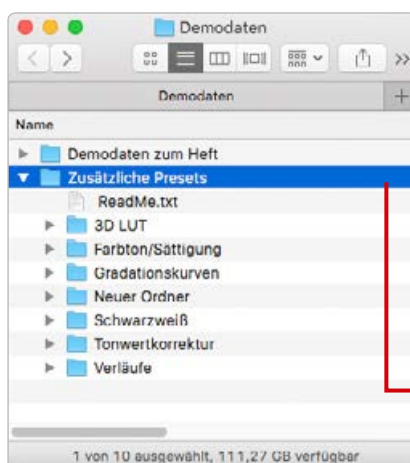 Demodaten
Demodaten
Name
Demodaten zum Heft
Zusätzliche Presets
ReadMe.txt
3D LUT
Farbton/Sättigung
Gradationskurven
Neuer Ordner
Schwarzweiß
Tonwertkorrektur
Verläufe
1 von 10 ausgewählt, 111,27 GB verfügbar